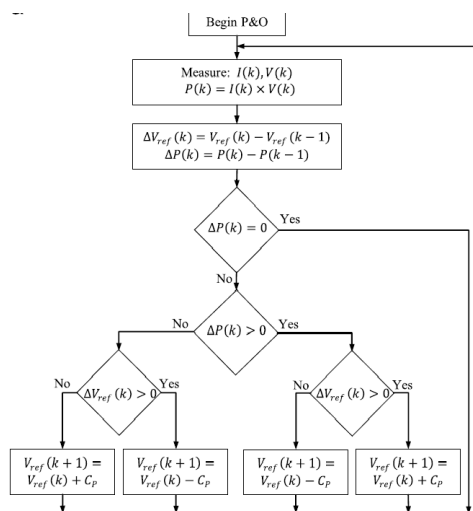 Begin P&O
Measure: I(k), V(k)
P(k) = I(k) × V(k)
ΔV_ref (k) = V_ref (k) − V_ref (k − 1)
ΔP(k) = P(k) − P(k − 1)
ΔP(k) = 0
Yes
No
ΔP(k) > 0
No
Yes
ΔV_ref (k) > 0
No
Yes
ΔV_ref (k) > 0
No
Yes
V_ref (k + 1) =
V_ref (k) + C_P
V_ref (k + 1) =
V_ref (k) − C_P
V_ref (k + 1) =
V_ref (k) − C_P
V_ref (k + 1) =
V_ref (k) + C_P